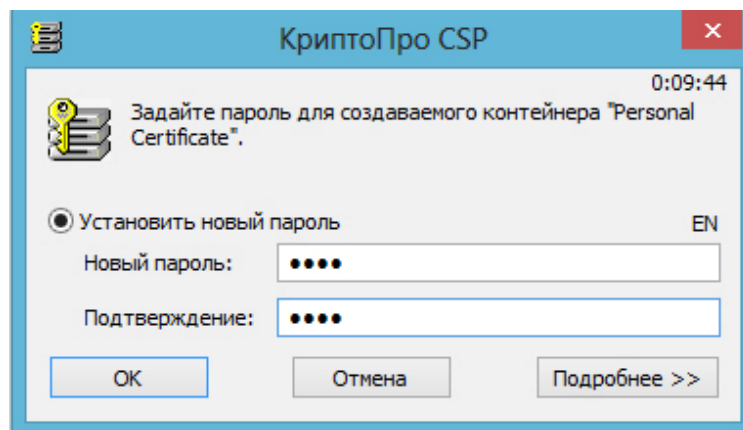 КриптоПро CSP
0:09:44
Задайте пароль для создаваемого контейнера "Personal
Certificate".
Установить новый пароль
EN
Новый пароль:
••••
Подтверждение:
••••
OK
Отмена
Подробнее >>